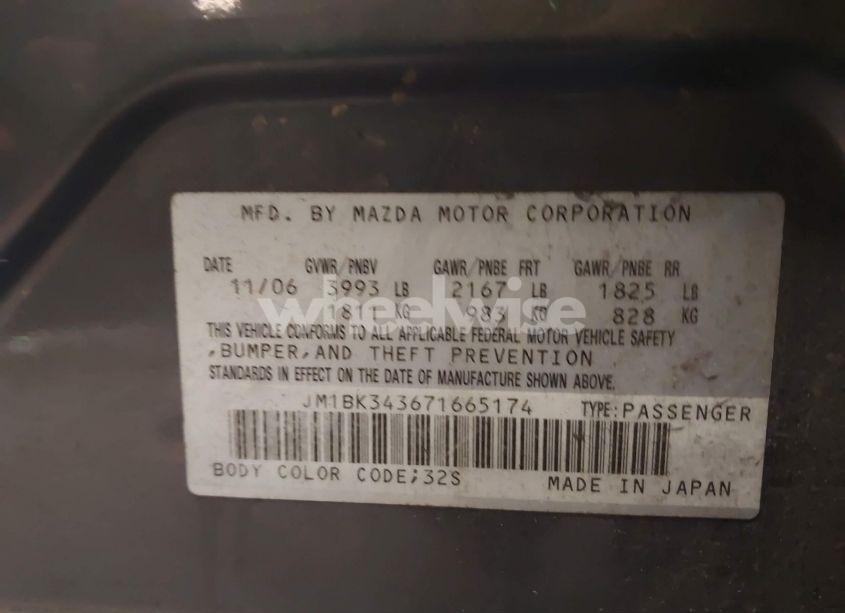 MFD. BY MAZDA MOTOR CORPORATION
DATE GVWR/PNBV GAWR/PNBE FRT GAWR/PNBE RR
11/06 3993 LB 2167 LB 1825 LB
1811 KG 983 KG 828 KG
wheelwise
THIS VEHICLE CONFORMS TO ALL APPLICABLE FEDERAL MOTOR VEHICLE SAFETY
,BUMPER,AND THEFT PREVENTION
STANDARDS IN EFFECT ON THE DATE OF MANUFACTURE SHOWN ABOVE.
JM1BK343671665174 TYPE:PASSENGER
BODY COLOR CODE;32S MADE IN JAPAN